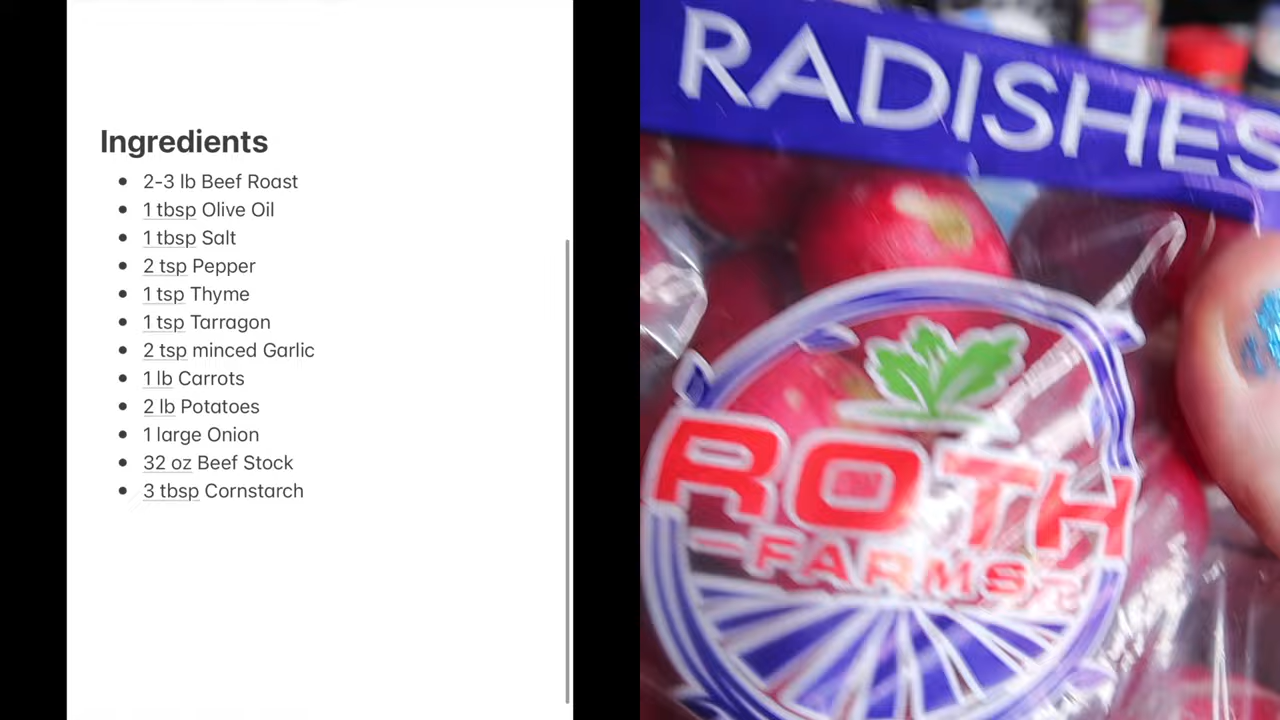 Ingredients
2-3 lb Beef Roast
1 tbsp Olive Oil
1 tbsp Salt
2 tsp Pepper
1 tsp Thyme
1 tsp Tarragon
2 tsp minced Garlic
1 lb Carrots
2 lb Potatoes
1 large Onion
32 oz Beef Stock
3 tbsp Cornstarch
RADISHES
ROTH
FARMS